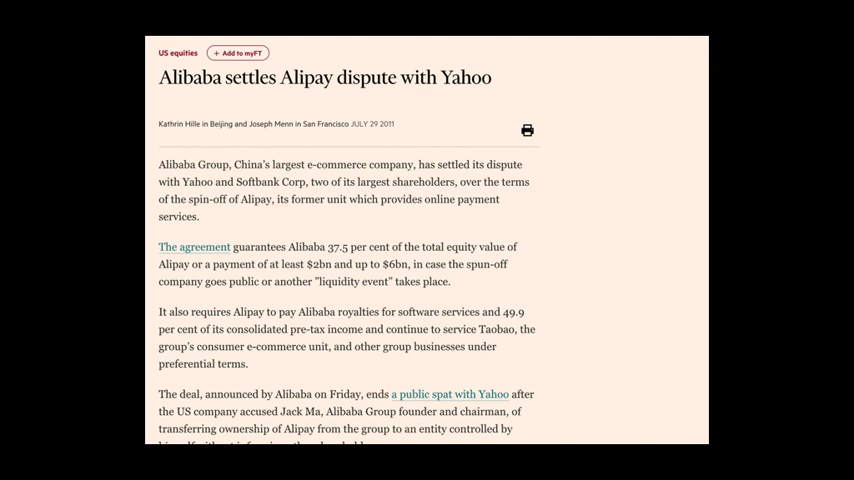 US equities + Add to myFT
Alibaba settles Alipay dispute with Yahoo
Kathrin Hille in Beijing and Joseph Menn in San Francisco JULY 29 2011
Alibaba Group, China’s largest e-commerce company, has settled its dispute
with Yahoo and Softbank Corp, two of its largest shareholders, over the terms
of the spin-off of Alipay, its former unit which provides online payment
services.
The agreement guarantees Alibaba 37.5 per cent of the total equity value of
Alipay or a payment of at least $2bn and up to $6bn, in case the spun-off
company goes public or another "liquidity event" takes place.
It also requires Alipay to pay Alibaba royalties for software services and 49.9
per cent of its consolidated pre-tax income and continue to service Taobao, the
group’s consumer e-commerce unit, and other group businesses under
preferential terms.
The deal, announced by Alibaba on Friday, ends a public spat with Yahoo after
the US company accused Jack Ma, Alibaba Group founder and chairman, of
transferring ownership of Alipay from the group to an entity controlled by